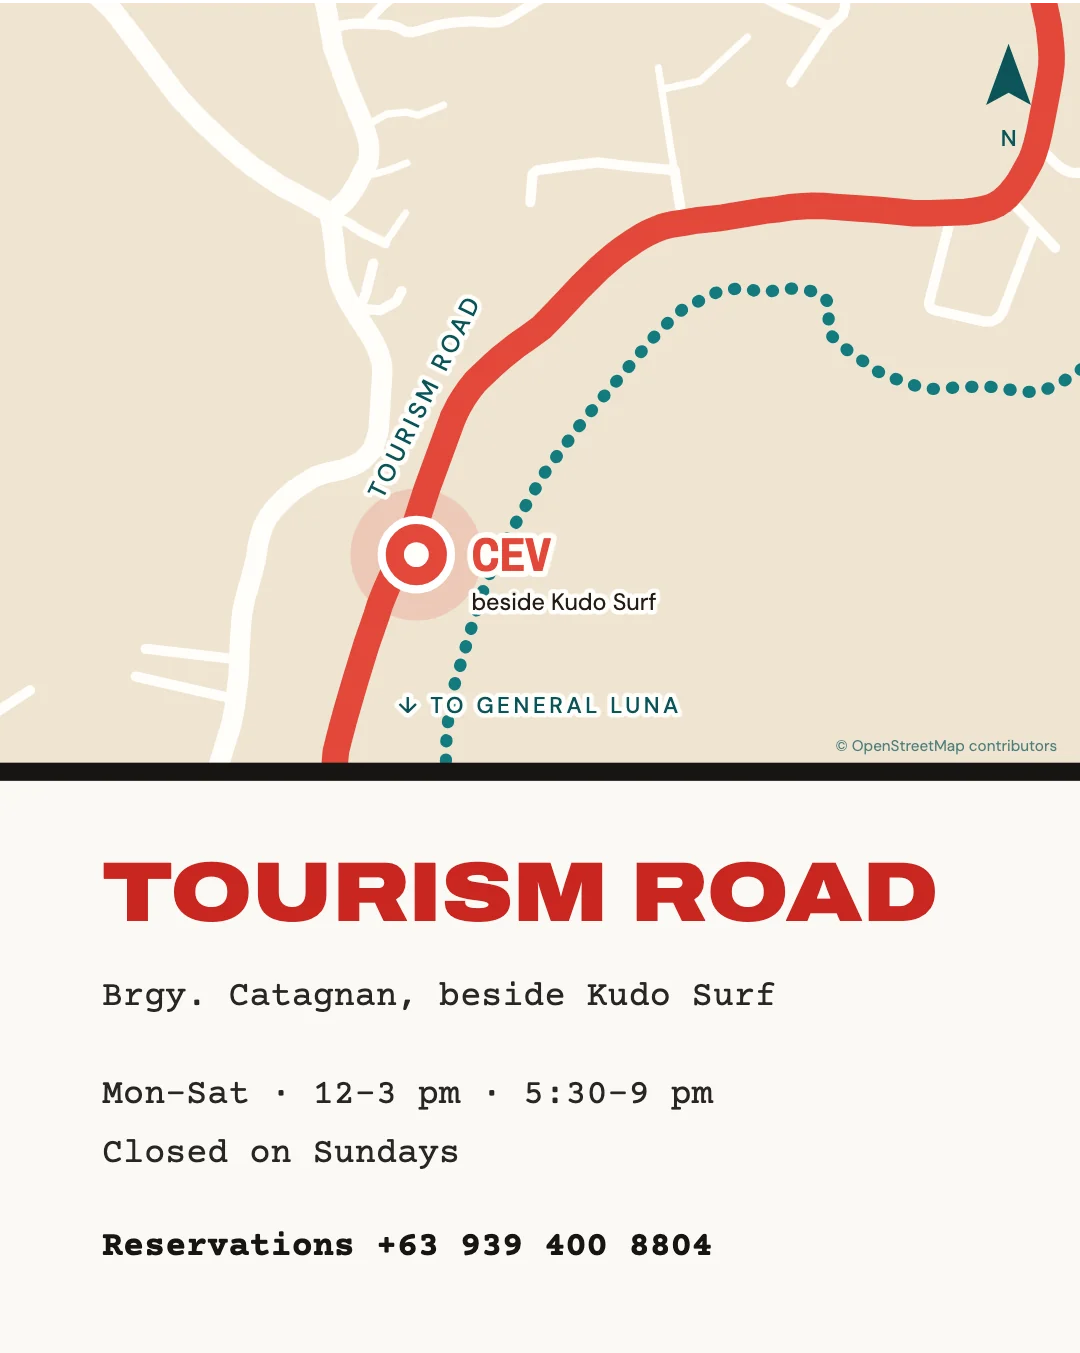 N
TOURISM ROAD
CEV
beside Kudo Surf
↓ TO GENERAL LUNA
© OpenStreetMap contributors
TOURISM ROAD
Brgy. Catagnan, beside Kudo Surf
Mon–Sat · 12–3 pm · 5:30–9 pm
Closed on Sundays
Reservations +63 939 400 8804